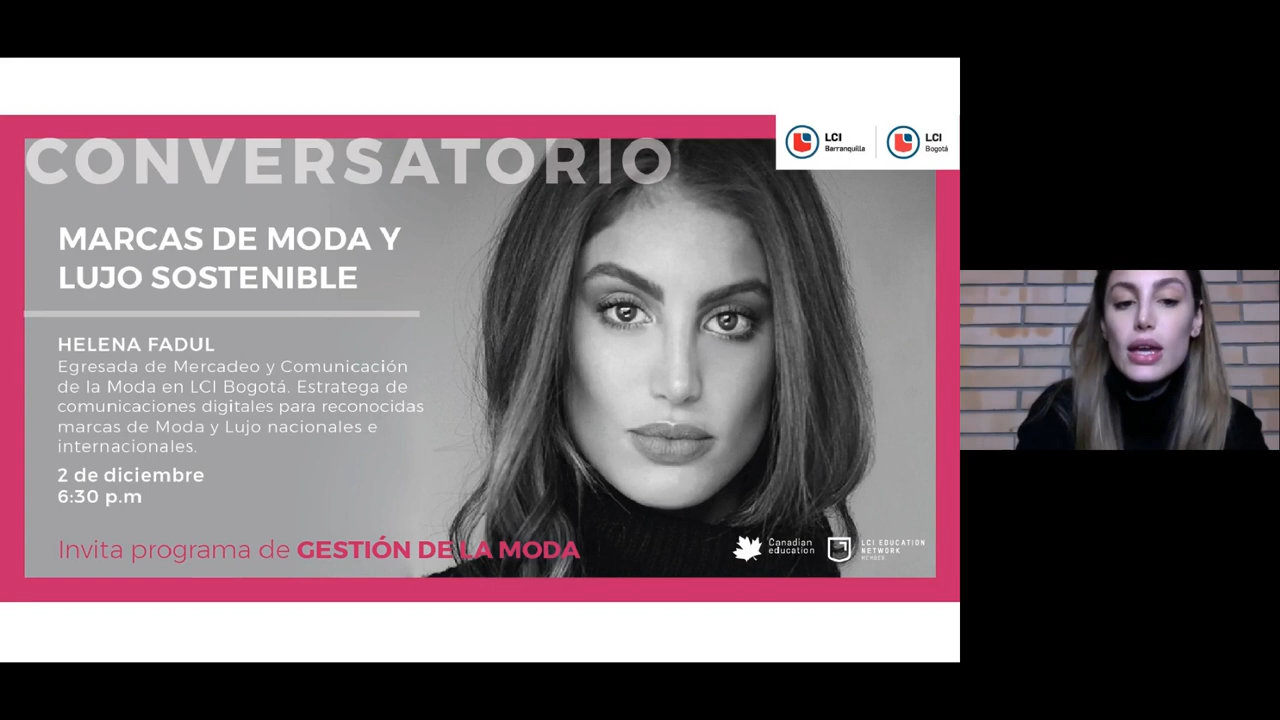 CONVERSATORIO
LCI
Barranquilla
LCI
Bogotá
MARCAS DE MODA Y
LUJO SOSTENIBLE
HELENA FADUL
Egresada de Mercadeo y Comunicación
de la Moda en LCI Bogotá. Estratega de
comunicaciones digitales para reconocidas
marcas de Moda y Lujo nacionales e
internacionales.
2 de diciembre
6:30 p.m
Invita programa de GESTIÓN DE LA MODA
Canadian
education
LCI EDUCATION
NETWORK
MEMBER